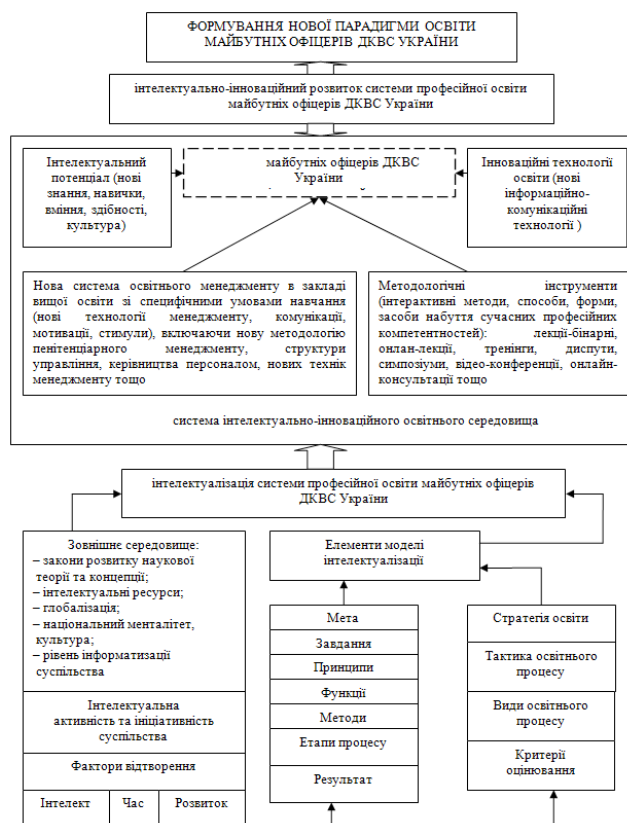 ФОРМУВАННЯ НОВОЇ ПАРАДИГМИ ОСВІТИ
МАЙБУТНІХ ОФІЦЕРІВ ДКВС УКРАЇНИ
інтелектуально-інноваційний розвиток системи професійної освіти
майбутніх офіцерів ДКВС України
Інтелектуальний
потенціал (нові
знання, навички,
вміння, здібності,
культура)
майбутніх офіцерів ДКВС
України
Інноваційні технології
освіти (нові
інформаційно-
комунікаційні
технології )
Нова система освітнього менеджменту в закладі
вищої освіти зі специфічними умовами навчання
(нові технології менеджменту, комунікації,
мотивації, стимули), включаючи нову методологію
пенітенціарного менеджменту, структури
управління, керівництва персоналом, нових технік
менеджменту тощо
Методологічні інструменти
(інтерактивні методи, способи, форми,
засоби набуття сучасних професійних
компетентностей): лекції-бінарні,
онлан-лекції, тренінги, диспути,
симпозіуми, відео-конференції, онлайн-
консультації тощо
система інтелектуально-інноваційного освітнього середовища
інтелектуалізація системи професійної освіти майбутніх офіцерів
ДКВС України
Зовнішнє середовище:
– закони розвитку наукової
теорії та концепції;
– інтелектуальні ресурси;
– глобалізація;
– національний менталітет,
культура;
– рівень інформатизації
суспільства
Інтелектуальна
активність та ініціативність
суспільства
Фактори відтворення
Інтелект Час Розвиток
Елементи моделі
інтелектуалізації
Мета
Завдання
Принципи
Функції
Методи
Етапи процесу
Результат
Стратегія освіти
Тактика освітнього
процесу
Види освітнього
процесу
Критерії
оцінювання